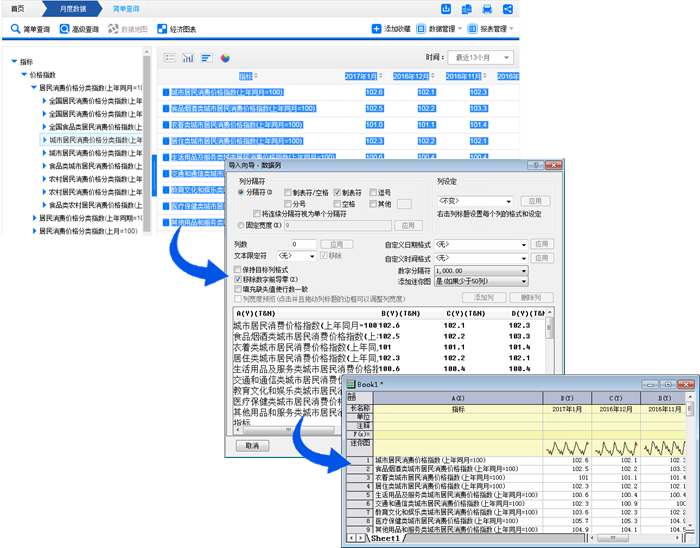 首页 月度数据 简单查询
简单查询 高级查询 数据地图 经济图表 添加收藏 数据管理 报表管理
时间： 最近13个月
指标 2017年1月 2016年12月 2016年11月 2016年
指标
价格指数
居民消费价格分类指数(上年同月=10
全国居民消费价格分类指数(上年
全国居民消费价格分类指数(上年
全国食品类居民消费价格指数(上
城市居民消费价格分类指数(上年
城市居民消费价格分类指数(上年
食品类城市居民消费价格指数(上
农村居民消费价格分类指数(上年
农村居民消费价格分类指数(上年
食品类农村居民消费价格指数(上
居民消费价格分类指数(上年同期=10
居民消费价格分类指数(上月=100)
城市居民消费价格指数(上年同月=100) 102.6 102.1 102.3
食品烟酒类城市居民消费价格指数(上年同月=100) 102.5 102.2 103.3
衣着类城市居民消费价格指数(上年同月=100) 101.0 101.1 101.4
居住类城市居民消费价格指数(上年同月=100) 102.3 102.2 102.1
生活用品及服务类城市居民消费价格指数(上年同月=100) 100.6 100.4 100.4
交通和通信类城市
教育文化和娱乐类
医疗保健类城市居
其他用品和服务类
导入向导 - 数据列
列分隔符
分隔符(D) 制表符/空格 制表符 逗号
分号 空格 其他
将连续分隔符视为单个分隔符
固定宽度(I) 9 应用
列设定
<不变> 应用
右击列标题设置每个列的格式和设定
列数 0 应用
文本限定符 <无> 移除
自定义日期格式 <无> 应用
自定义时间格式 <无> 应用
数字分隔符 1,000.00
添加迷你图 是(如果少于50列)
保持目标列格式
移除数字前导零(Z)
填充缺失值使行数一致
列宽度预览(点击并且拖动列标题的边框可以调整列宽度) 添加列 删除列
A(Y)(T&N) B(Y)(T&N) C(Y)(T&N) D(Y)(T&N)
城市居民消费价格指数(上年同月=100 102.6 102.1 102.3
食品烟酒类城市居民消费价格指数(上 102.5 102.2 103.3
衣着类城市居民消费价格指数(上年同 101 101.1 101.4
居住类城市居民消费价格指数(上年同 102.3 102.2 102.1
生活用品及服务类城市居民消费价格指 100.6 100.4 100.4
交通和通信类城市居民消费价
教育文化和娱乐类城市居民消
医疗保健类城市居民消费价格
其他用品和服务类城市居民消
指标
取消
Book1 *
A(X) B(Y) C(Y) D(Y)
长名称 指标 2017年1月 2016年12月 2016年11月
单位
注释
F(x)=
迷你图
1 城市居民消费价格指数(上年同月=100) 102.6 102.1 102.3
2 食品烟酒类城市居民消费价格指数(上年同月=100) 102.5 102.2 103.3
3 衣着类城市居民消费价格指数(上年同月=100) 101 101.1 101.4
4 居住类城市居民消费价格指数(上年同月=100) 102.3 102.2 102.1
5 生活用品及服务类城市居民消费价格指数(上年同月=100) 100.6 100.4 100.4
6 交通和通信类城市居民消费价格指数(上年同月=100) 102.3 100.9 100
7 教育文化和娱乐类城市居民消费价格指数(上年同月=100) 103.6 102.3 102.2
8 医疗保健类城市居民消费价格指数(上年同月=100) 105.7 105.3 104.9
9 其他用品和服务类城市居民消费价格指数(上年同月=100) 104.9 104.1 104.5
Sheet1